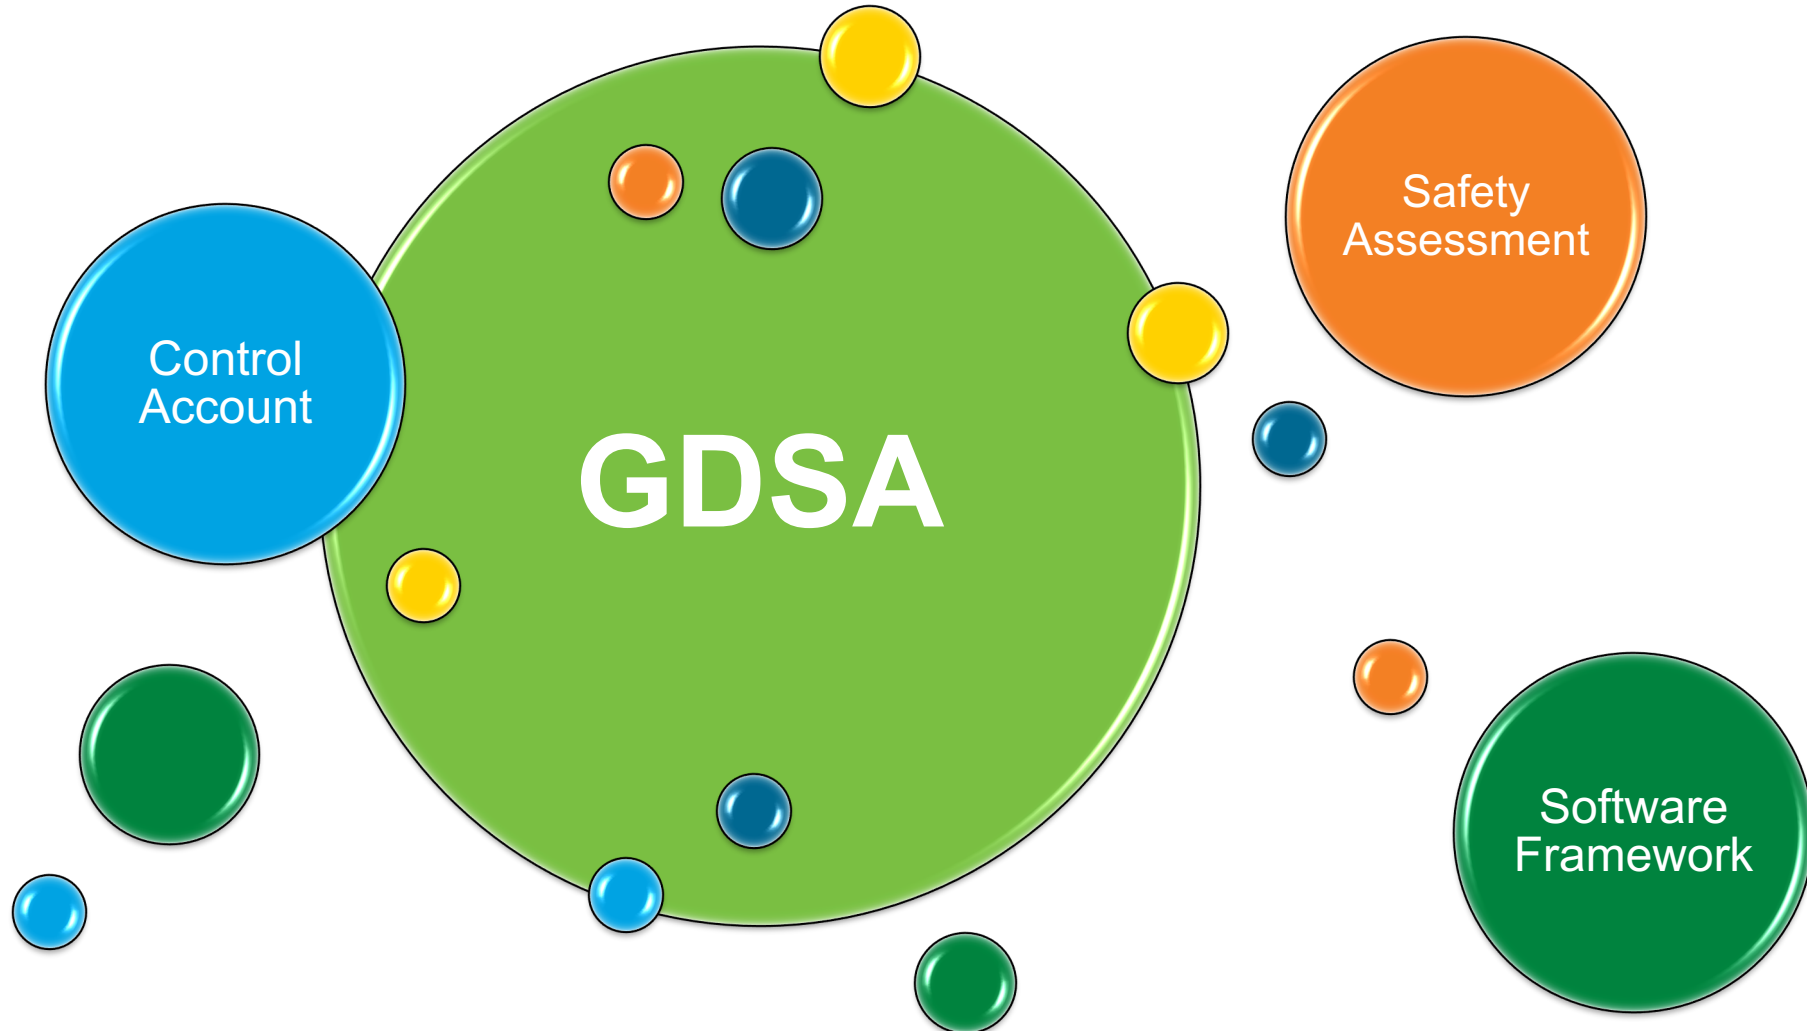 Control
Account
GDSA
Safety
Assessment
Software
Framework